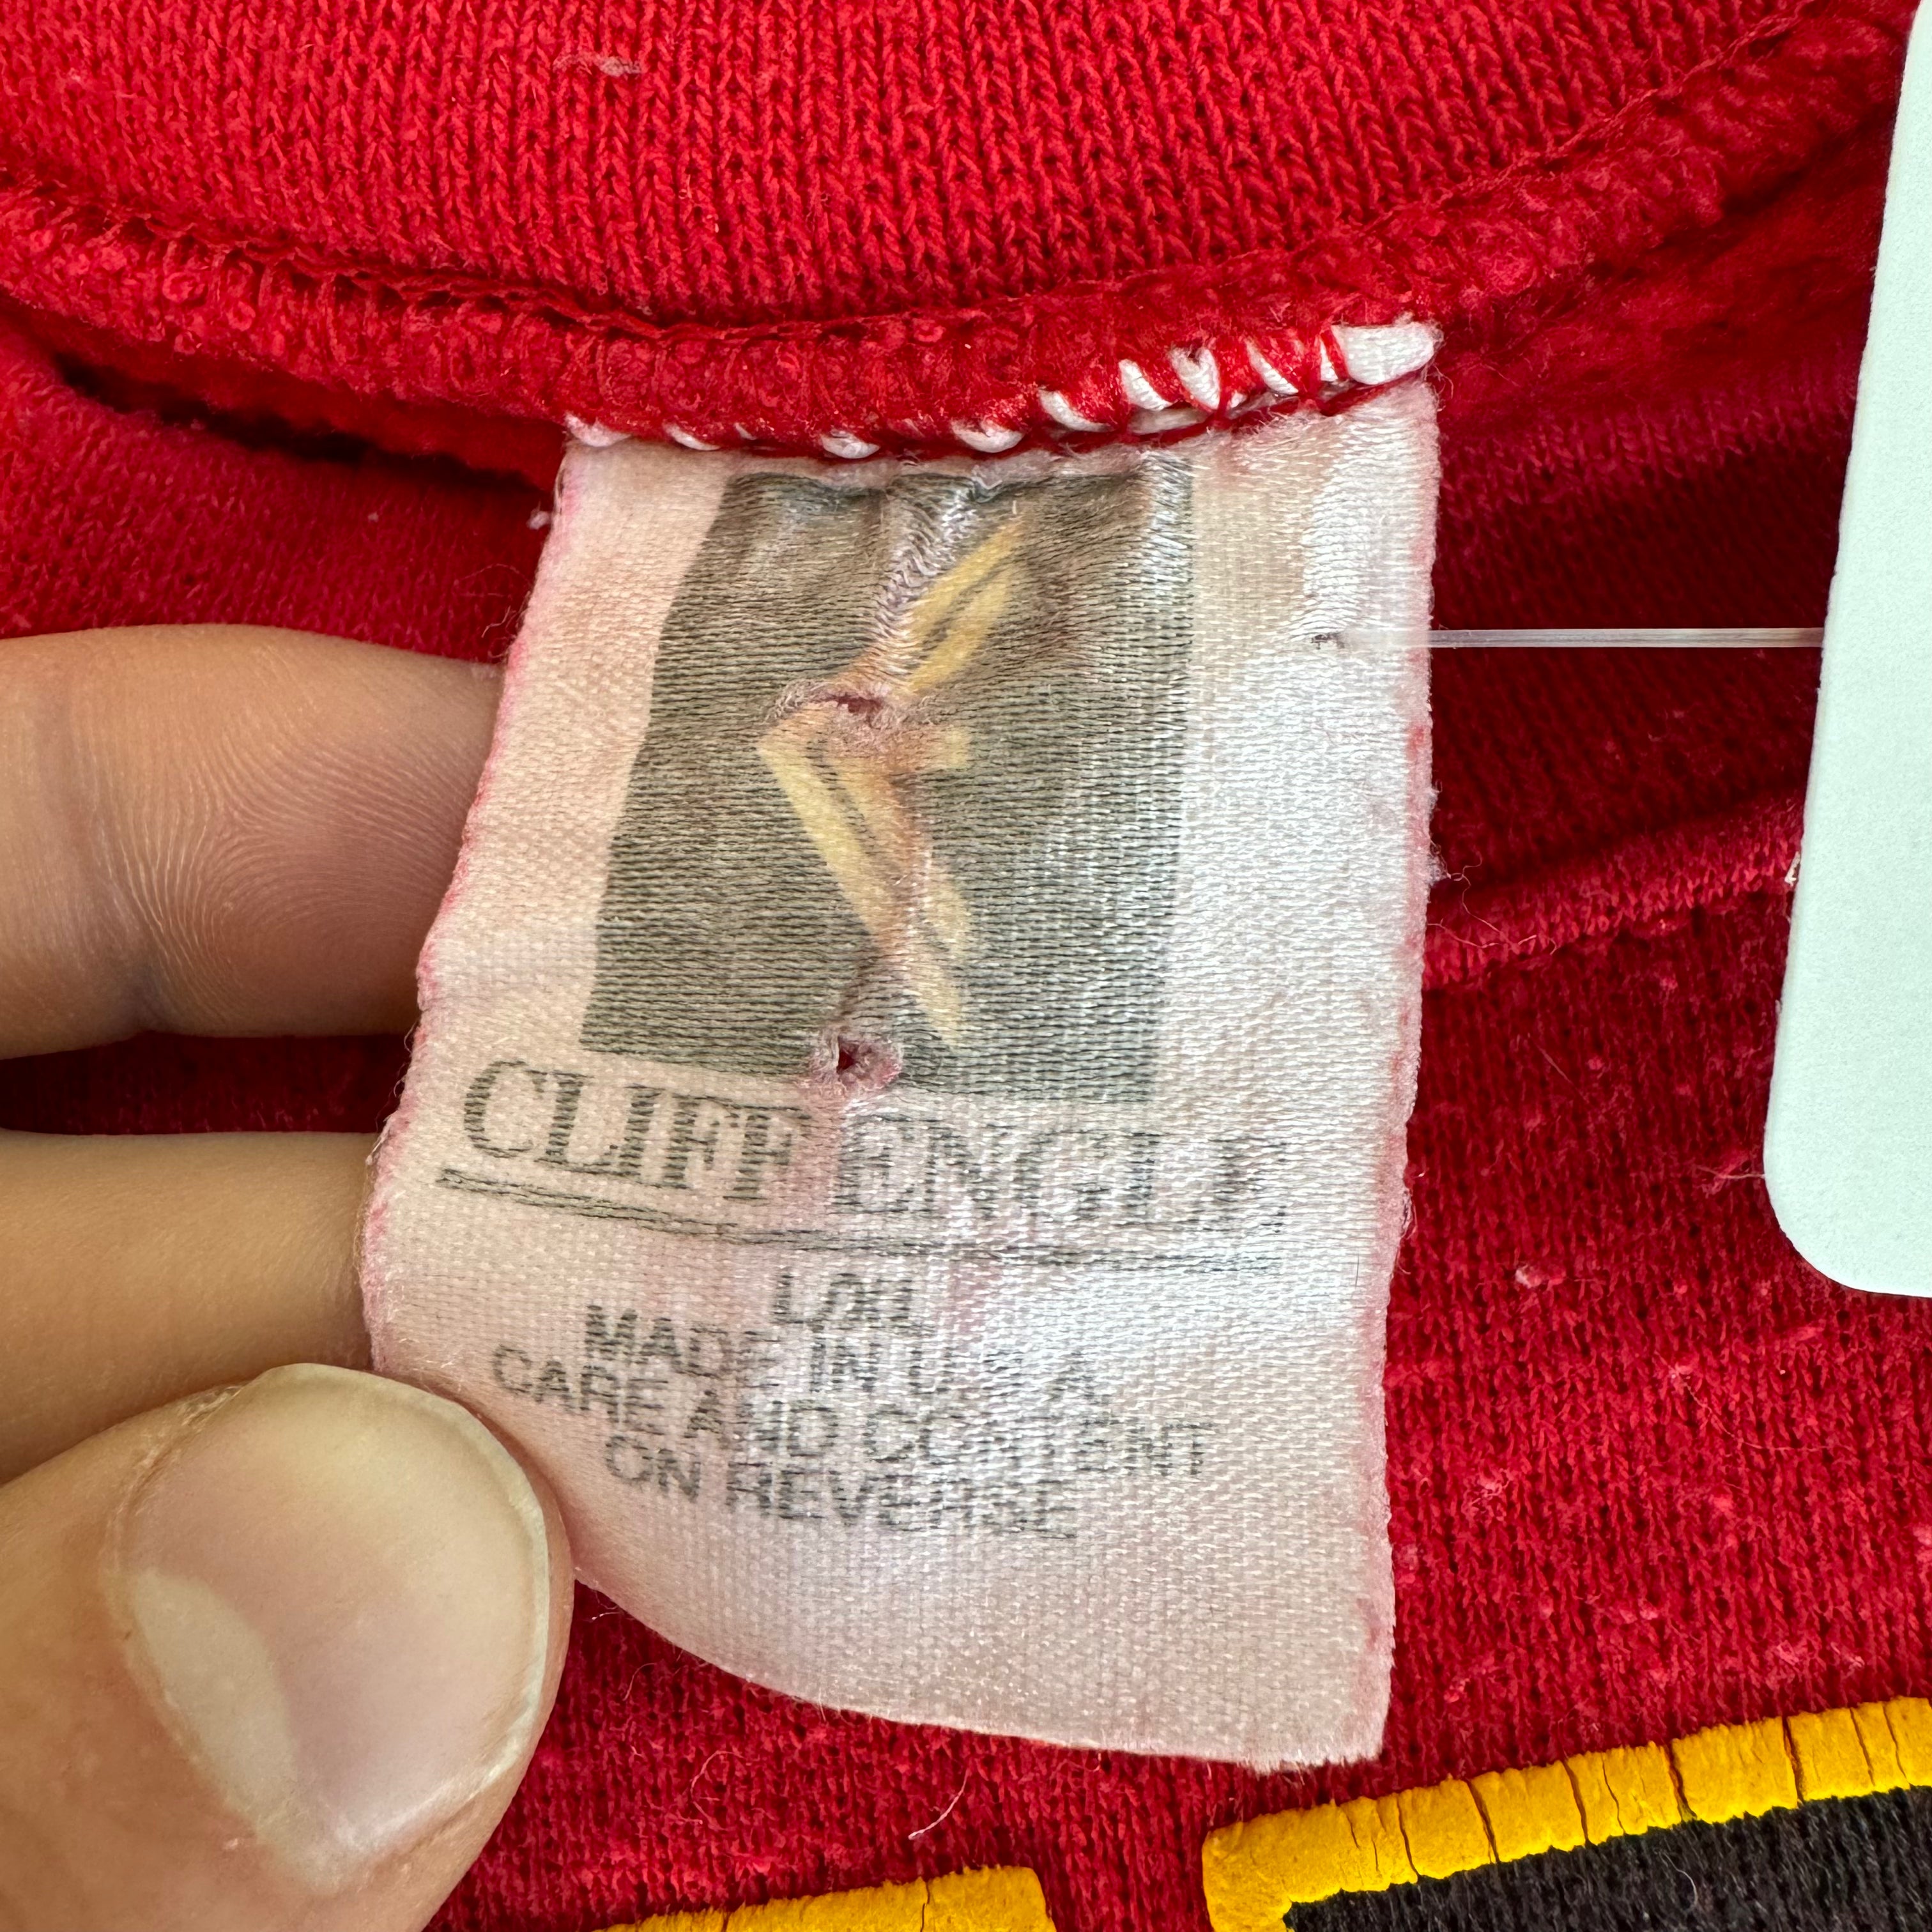 CLIFF ENGLE
MADE IN U S A
CARE AND CONTENT
ON REVERSE